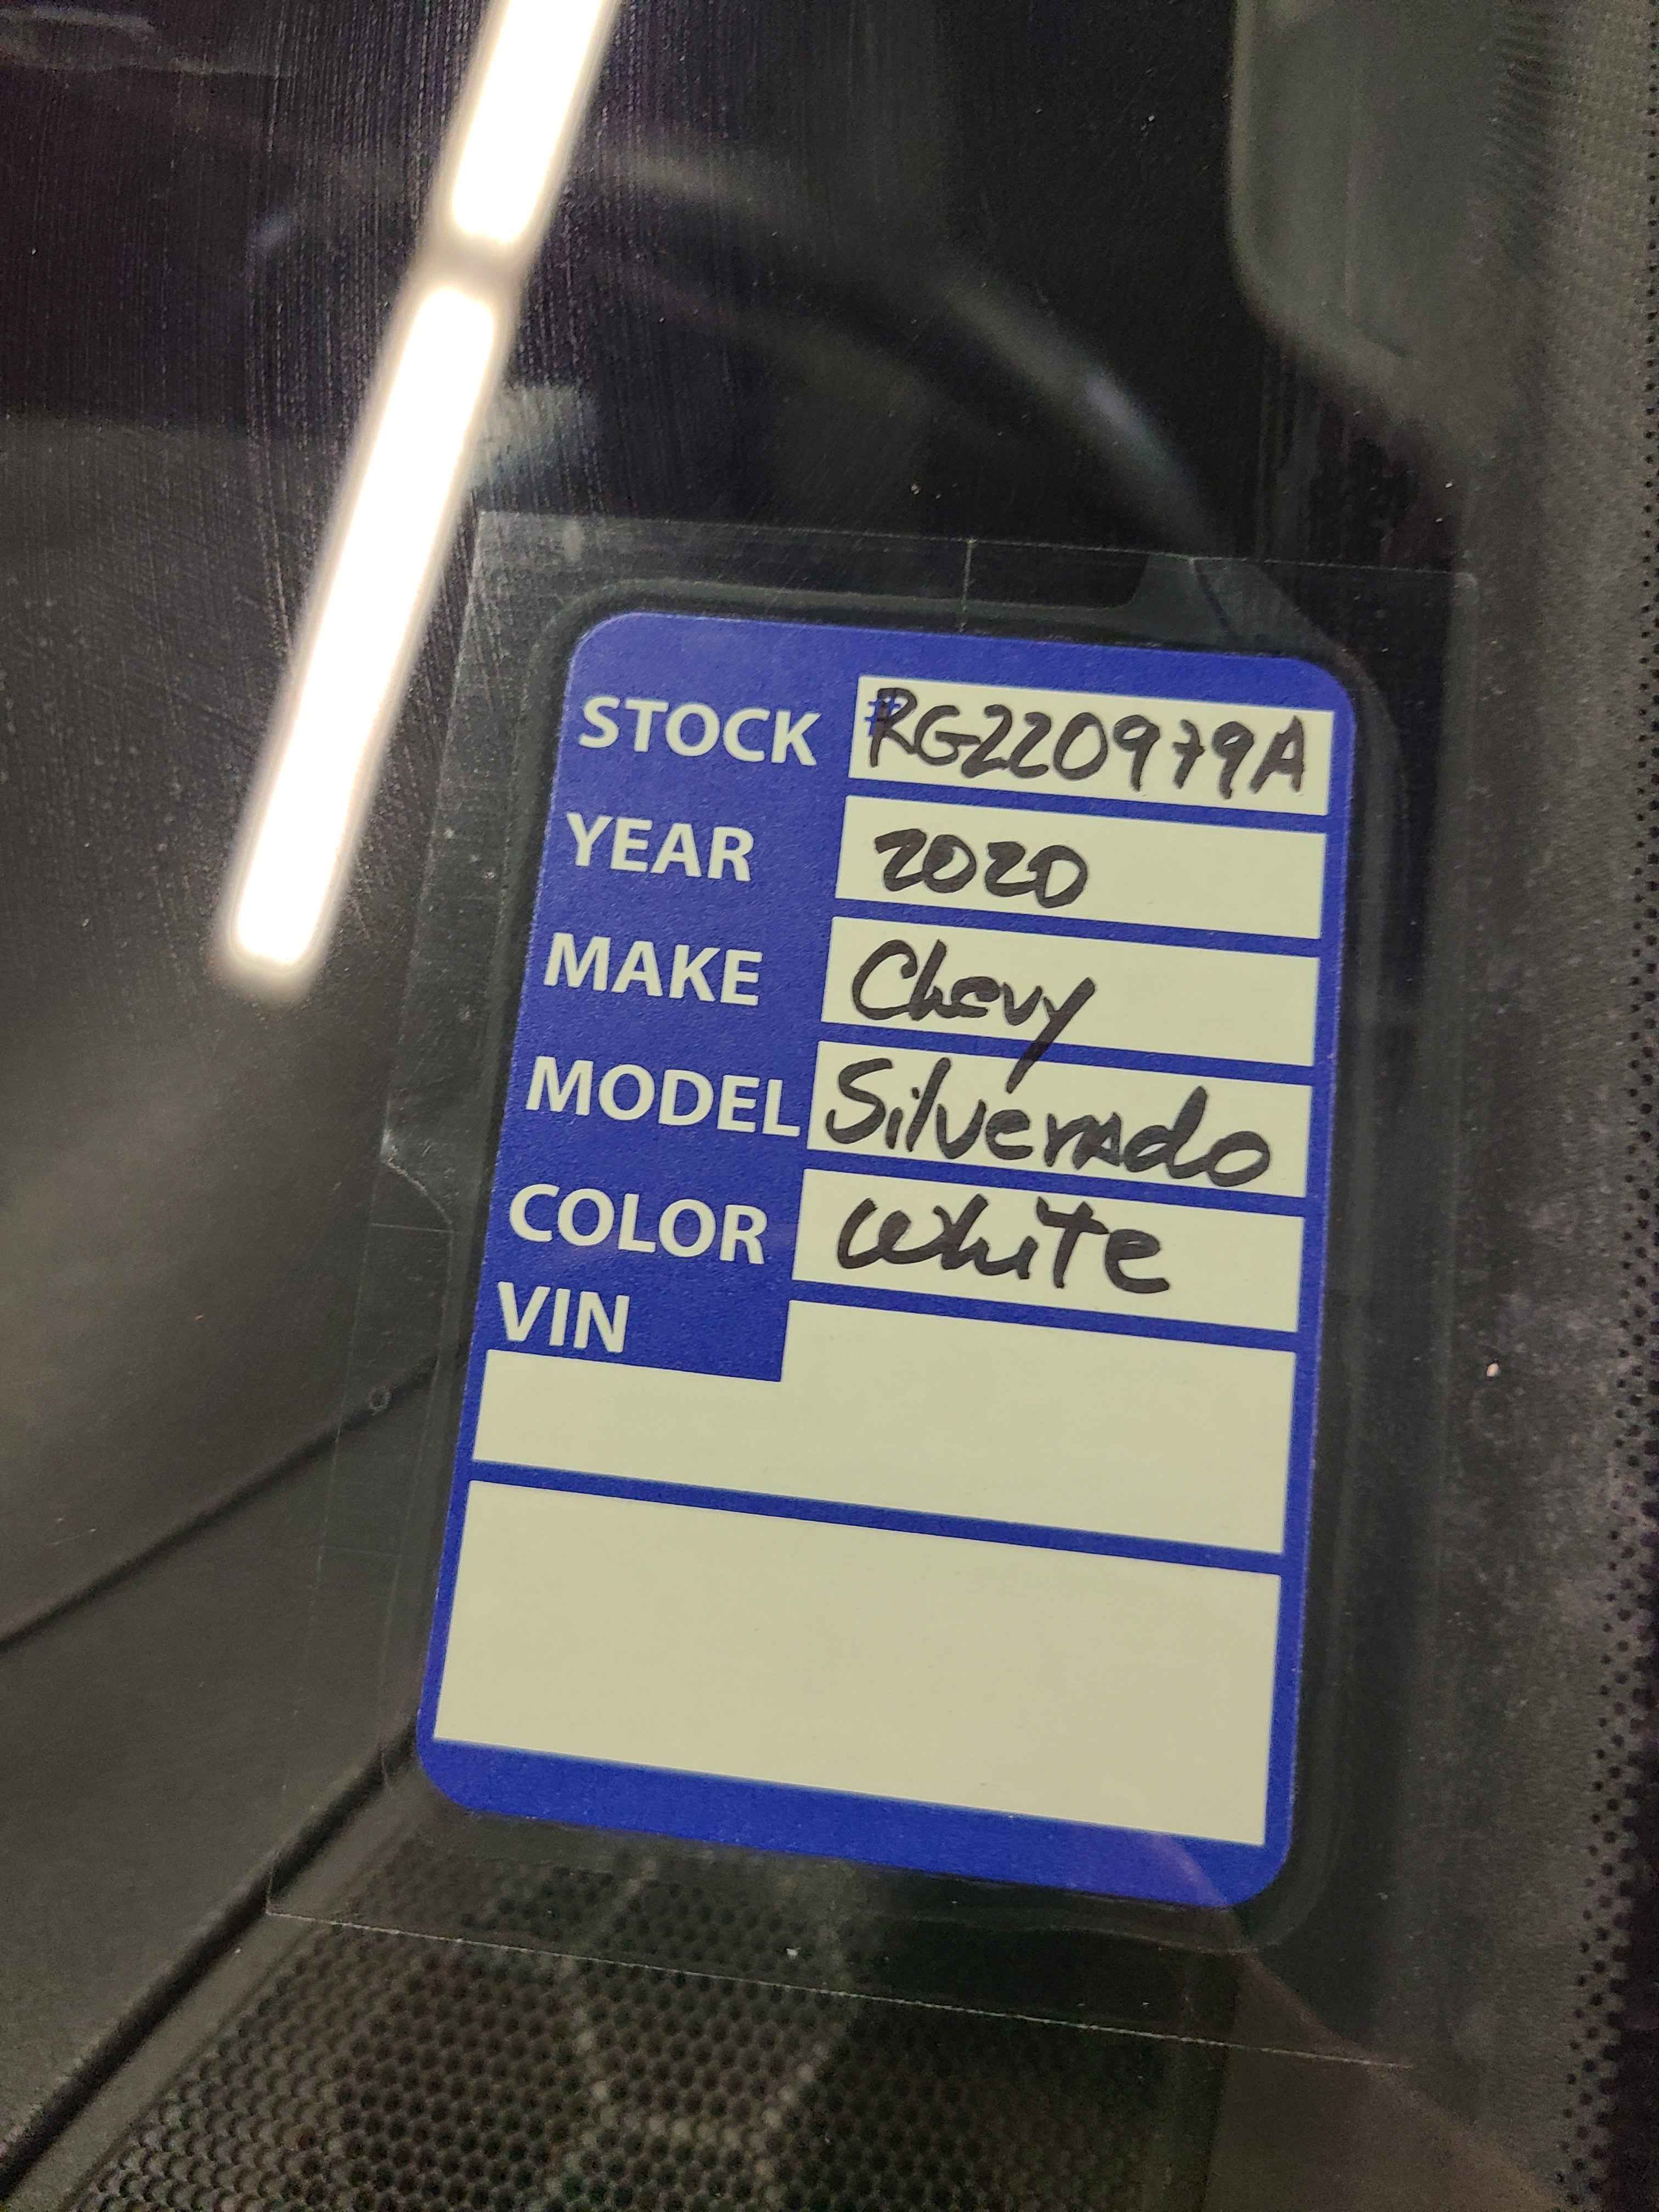 STOCK #RG220979A
YEAR 2020
MAKE Chevy
MODEL Silverado
COLOR White
VIN